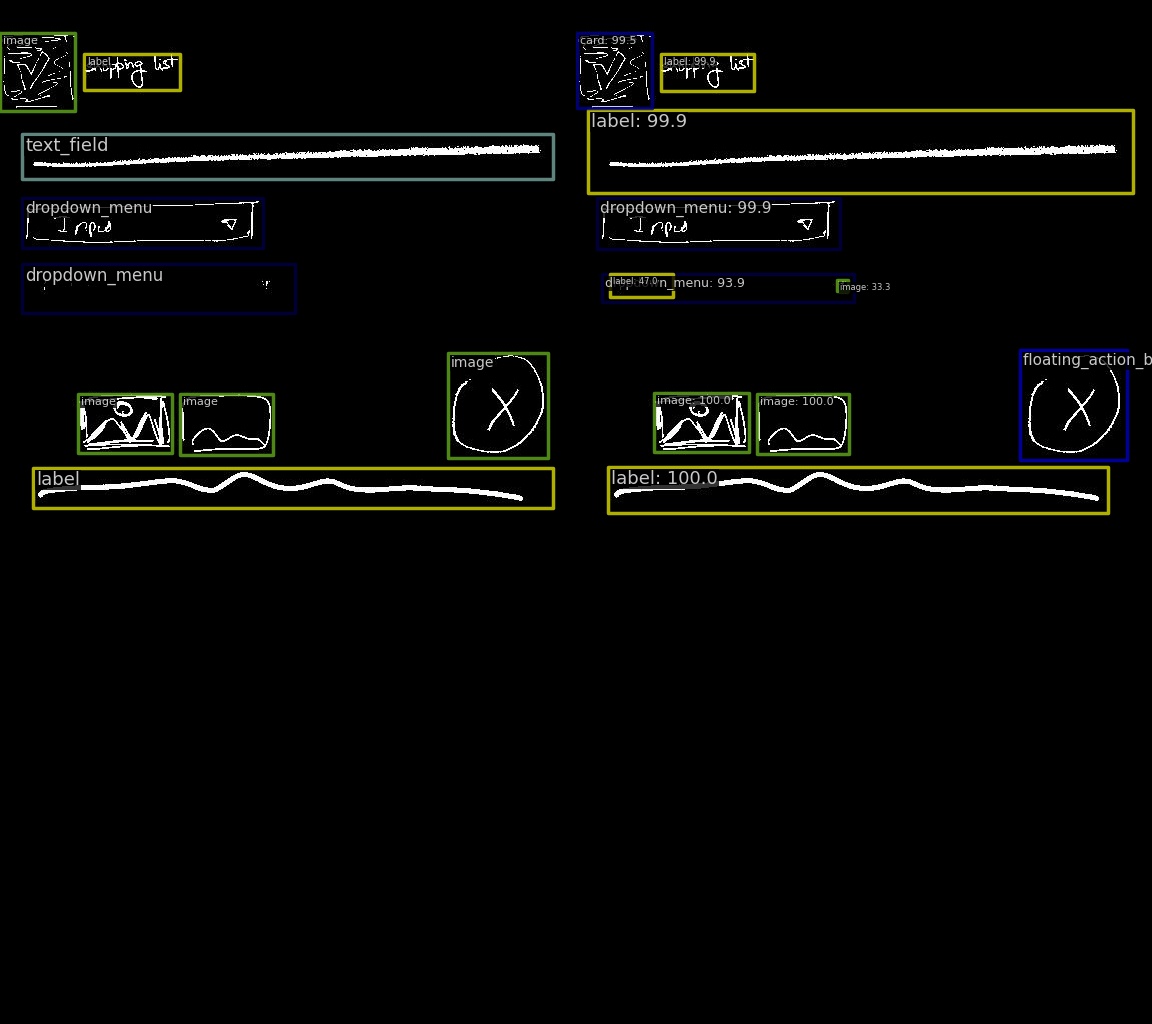 image
label
shopping list
card: 99.5
label: 99.9
list
text_field
label: 99.9
dropdown_menu
dropdown_menu: 99.9
dropdown_menu
label: 47.0
dropdown_menu: 93.9
image: 33.3
image
X
floating_action_b
X
image
image
image: 100.0
image: 100.0
label
label: 100.0